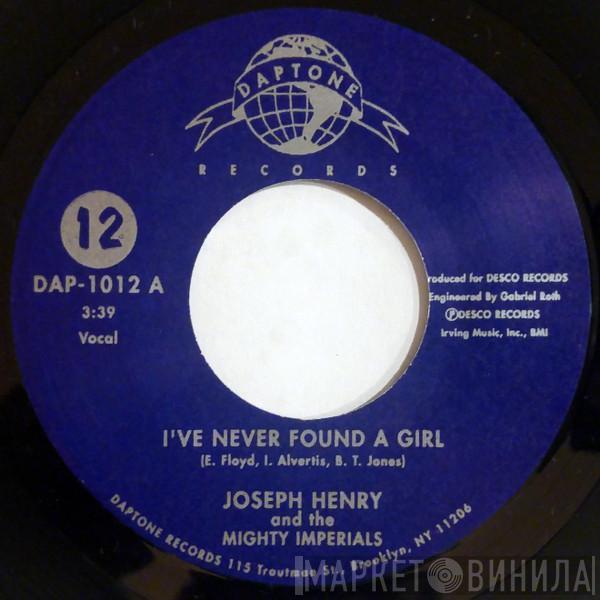 DAPTONE
RECORDS
12
DAP-1012 A
3:39
Vocal
roduced for DESCO RECORDS
Engineered By Gabriel Roth
ⓅDESCO RECORDS
Irving Music, Inc., BMI
I'VE NEVER FOUND A GIRL
(E. Floyd, I. Alvertis, B. T. Jones)
JOSEPH HENRY
and the
MIGHTY IMPERIALS
DAPTONE RECORDS 115 Troutman St., Brooklyn, NY 11206
МАРКЕТ ВИНИЛА